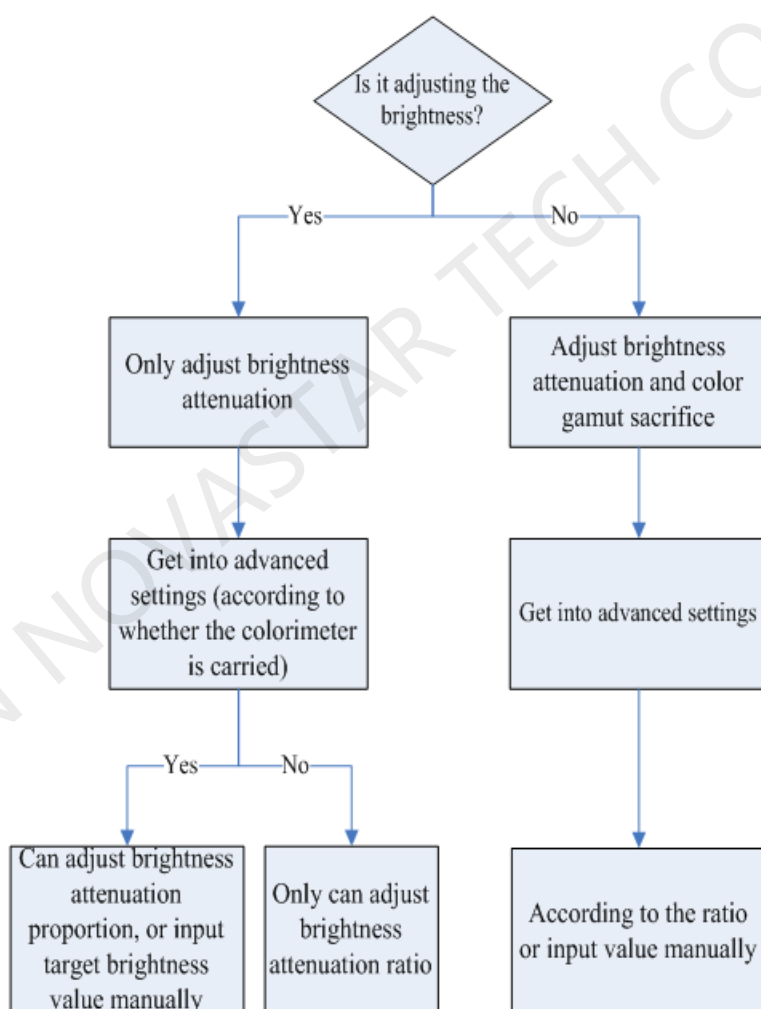 Is it adjusting the
brightness?
Yes
No
Only adjust brightness
attenuation
Adjust brightness
attenuation and color
gamut sacrifice
Get into advanced
settings (according to
whether the colorimeter
is carried)
Get into advanced settings
Yes
No
Can adjust brightness
attenuation
proportion, or input
target brightness
value manually
Only can adjust
brightness
attenuation ratio
According to the ratio
or input value manually
N NOVASTAR TECH CO